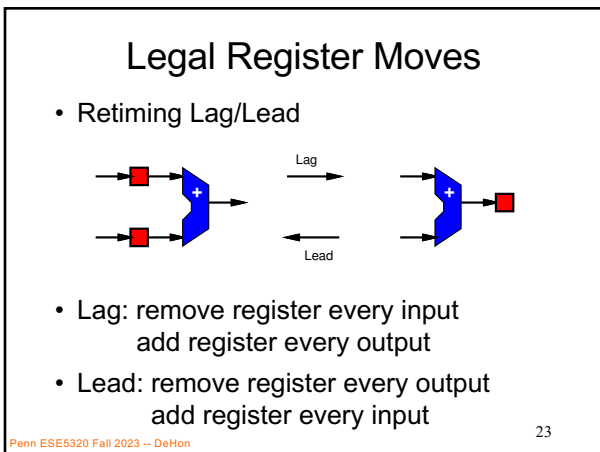 Legal Register Moves
• Retiming Lag/Lead
Lag
+
+
Lead
• Lag: remove register every input
add register every output
• Lead: remove register every output
add register every input
Penn ESE5320 Fall 2023 -- DeHon
23